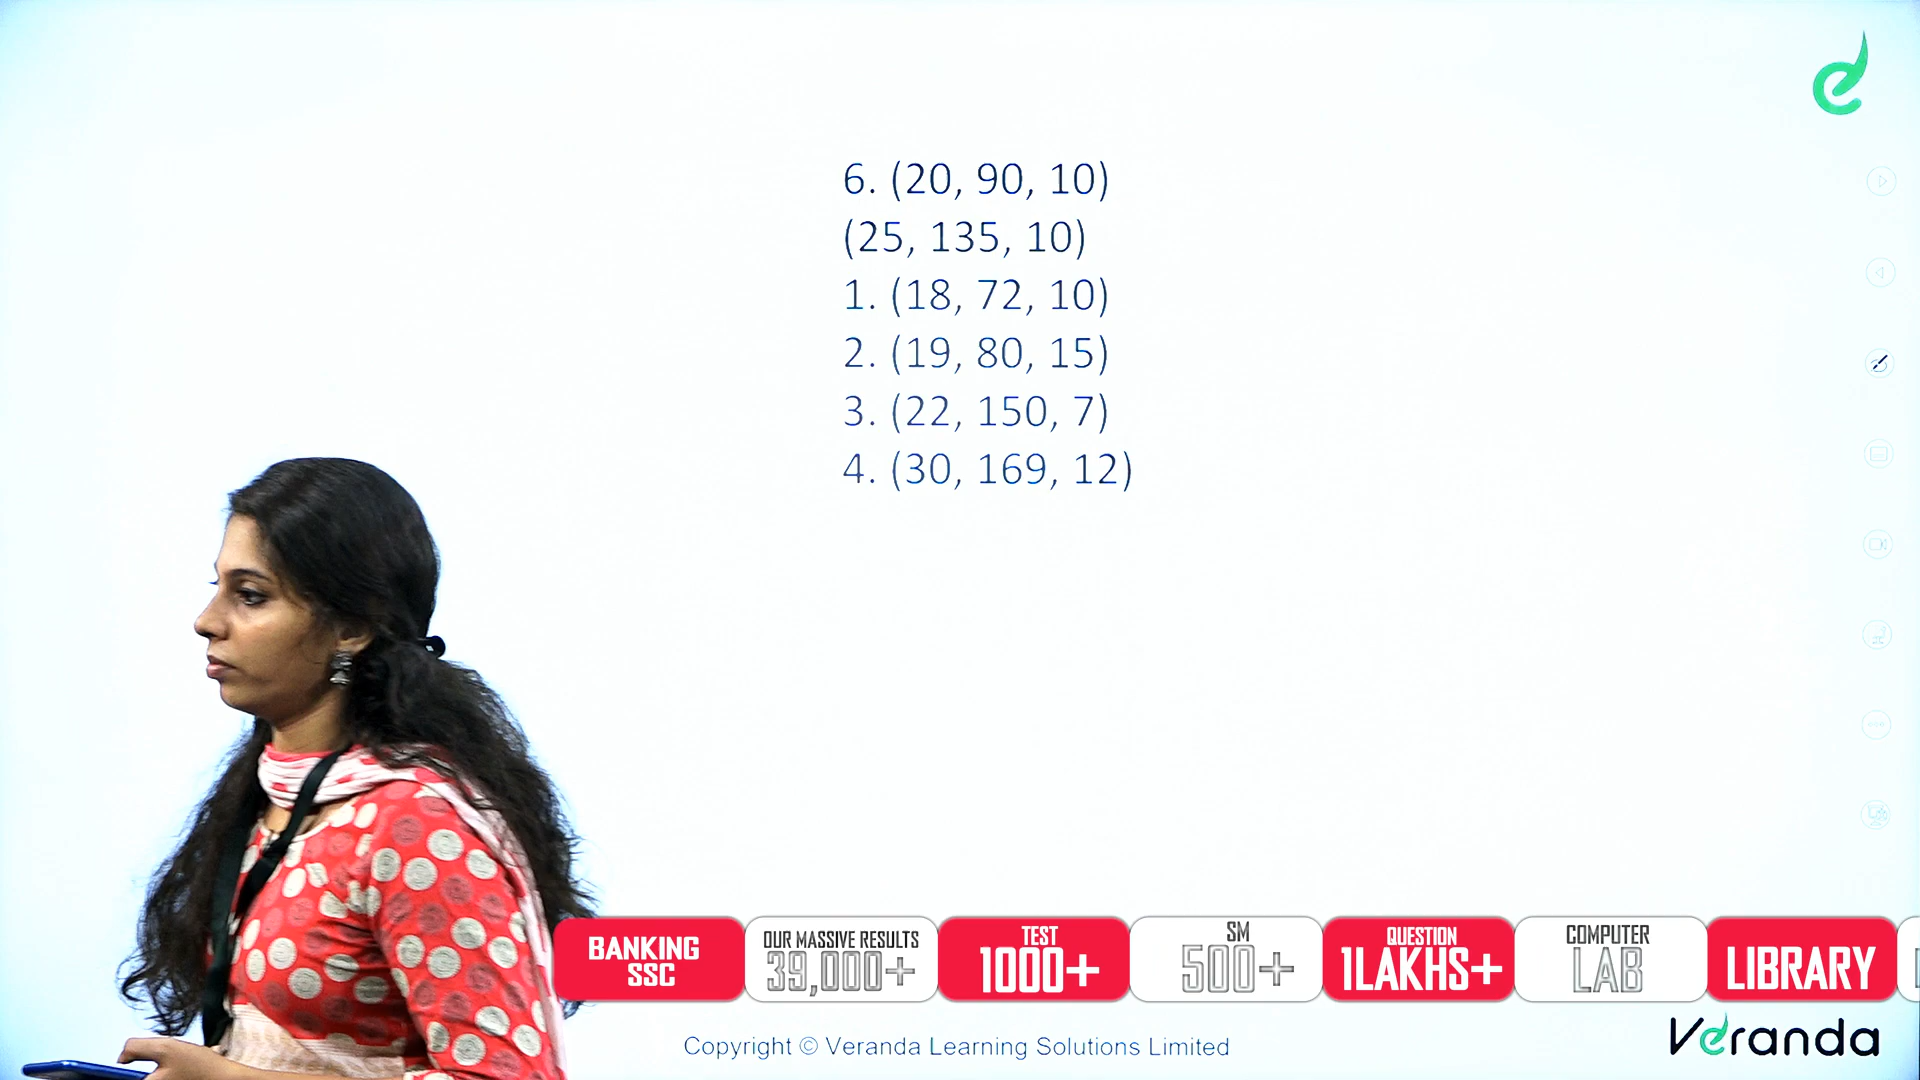 6. (20, 90, 10)
(25, 135, 10)
1. (18, 72, 10)
2. (19, 80, 15)
3. (22, 150, 7)
4. (30, 169, 12)
BANKING
SSC
OUR MASSIVE RESULTS
39,000+
TEST
1000+
SM
500+
QUESTION
1LAKHS+
COMPUTER
LAB
LIBRARY
Copyright © Veranda Learning Solutions Limited
Veranda